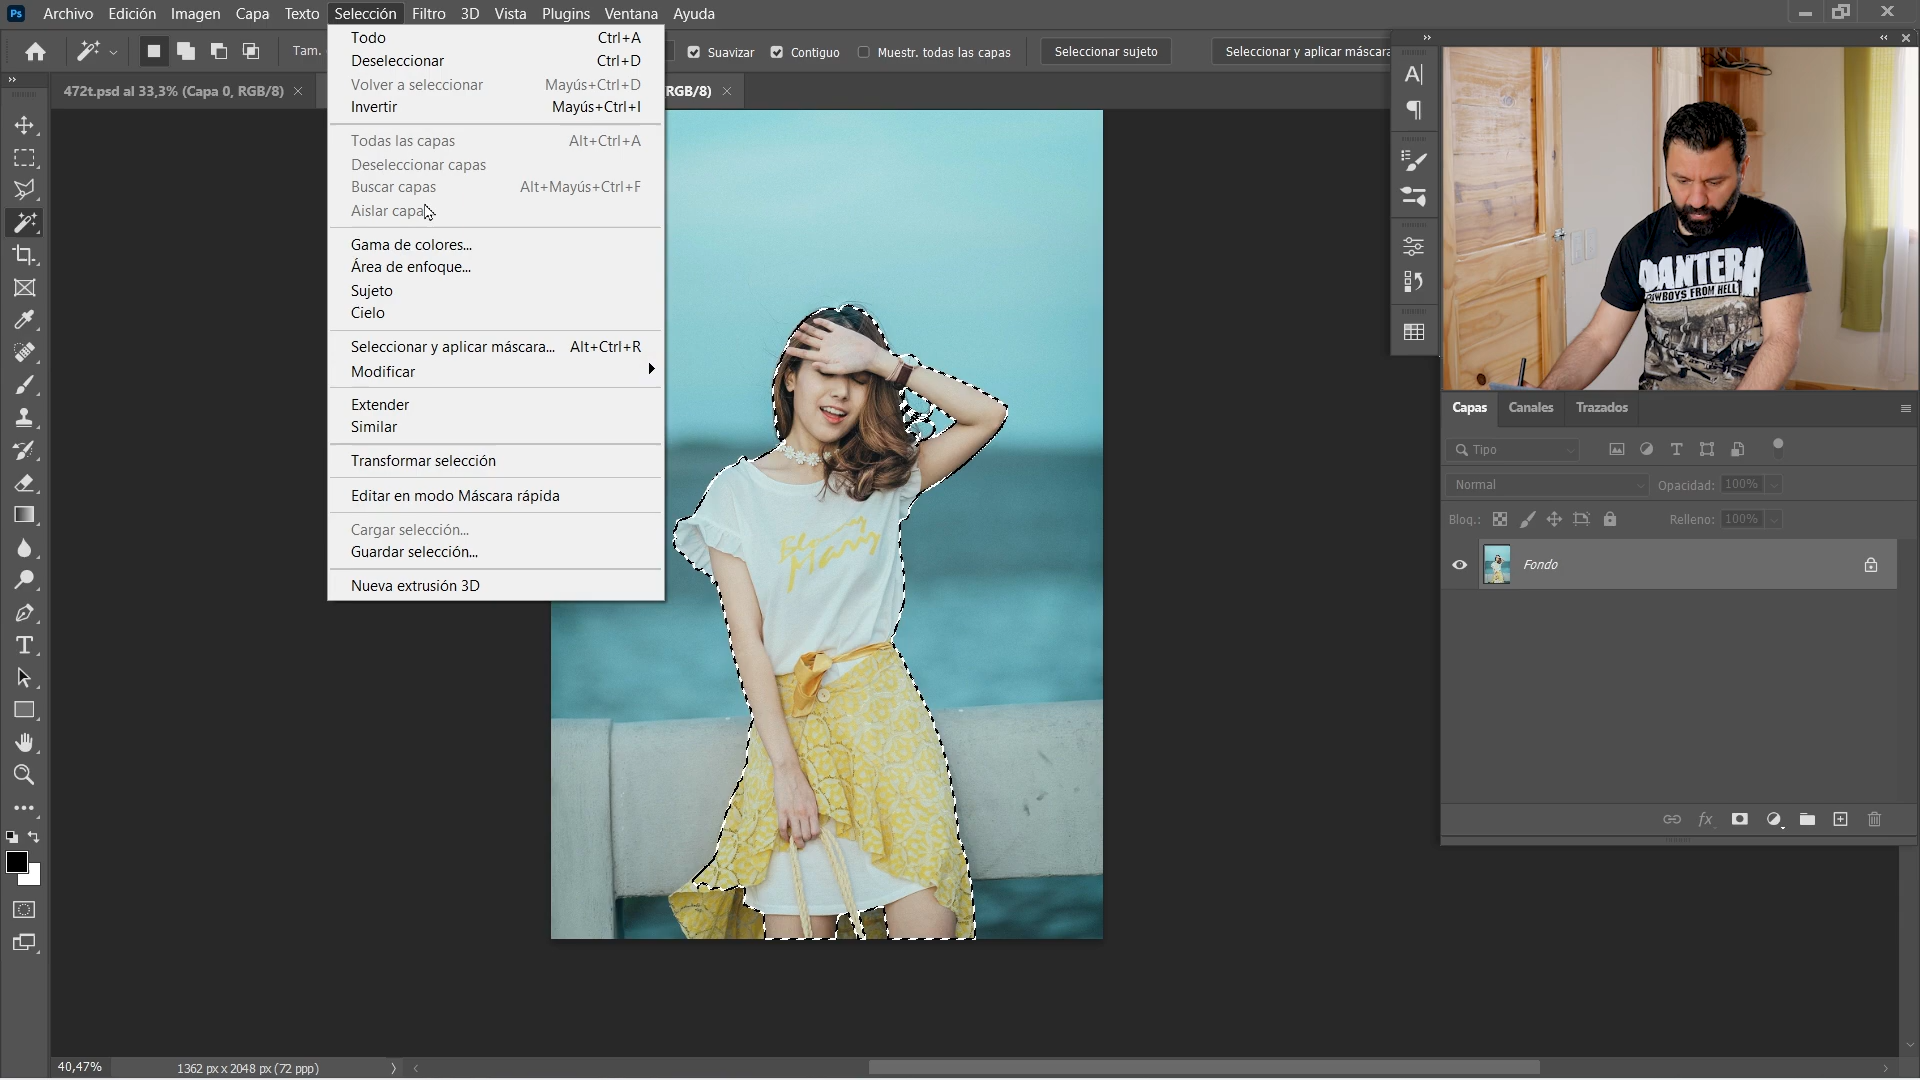 Ps Archivo Edición Imagen Capa Texto Selección Filtro 3D Vista Plugins Ventana Ayuda
Tam. Suavizar Contiguo Muestr. todas las capas Seleccionar sujeto Seleccionar y aplicar máscara
472t.psd al 33,3% (Capa 0, RGB/8) × RGB/8) ×
Todo Ctrl+A
Deseleccionar Ctrl+D
Volver a seleccionar Mayús+Ctrl+D
Invertir Mayús+Ctrl+I
Todas las capas Alt+Ctrl+A
Deseleccionar capas
Buscar capas Alt+Mayús+Ctrl+F
Aislar capa
Gama de colores...
Área de enfoque...
Sujeto
Cielo
Seleccionar y aplicar máscara... Alt+Ctrl+R
Modificar
Extender
Similar
Transformar selección
Editar en modo Máscara rápida
Cargar selección...
Guardar selección...
Nueva extrusión 3D
Blooming
Mary
PANTERA
COWBOYS FROM HELL
Capas Canales Trazados
Tipo
Normal Opacidad: 100%
Bloq.: Relleno: 100%
Fondo
40,47% 1362 px x 2048 px (72 ppp)